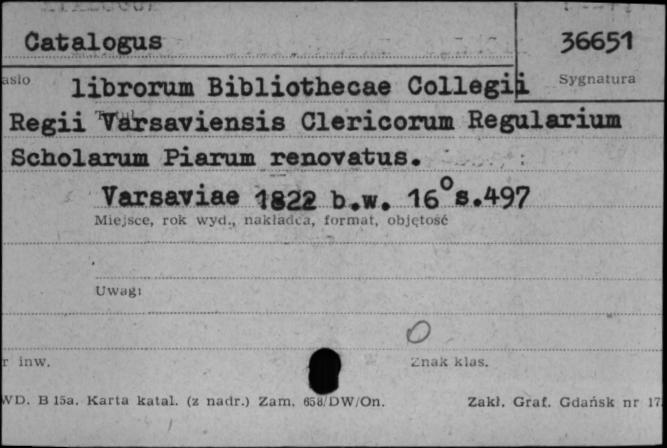 Catalogus 36651
asło librorum Bibliothecae Collegii Sygnatura
Regii Varsaviensis Clericorum Regularium
Scholarum Piarum renovatus.
Varsaviae 1822 b.w. 16° s.497
Miejsce, rok wyd., nakładca, format, objętość
Uwagi
r inw. Znak klas.
WD. B 15a. Karta katal. (z nadr.) Zam. 658/DW/On. Zakł. Graf. Gdańsk nr 17